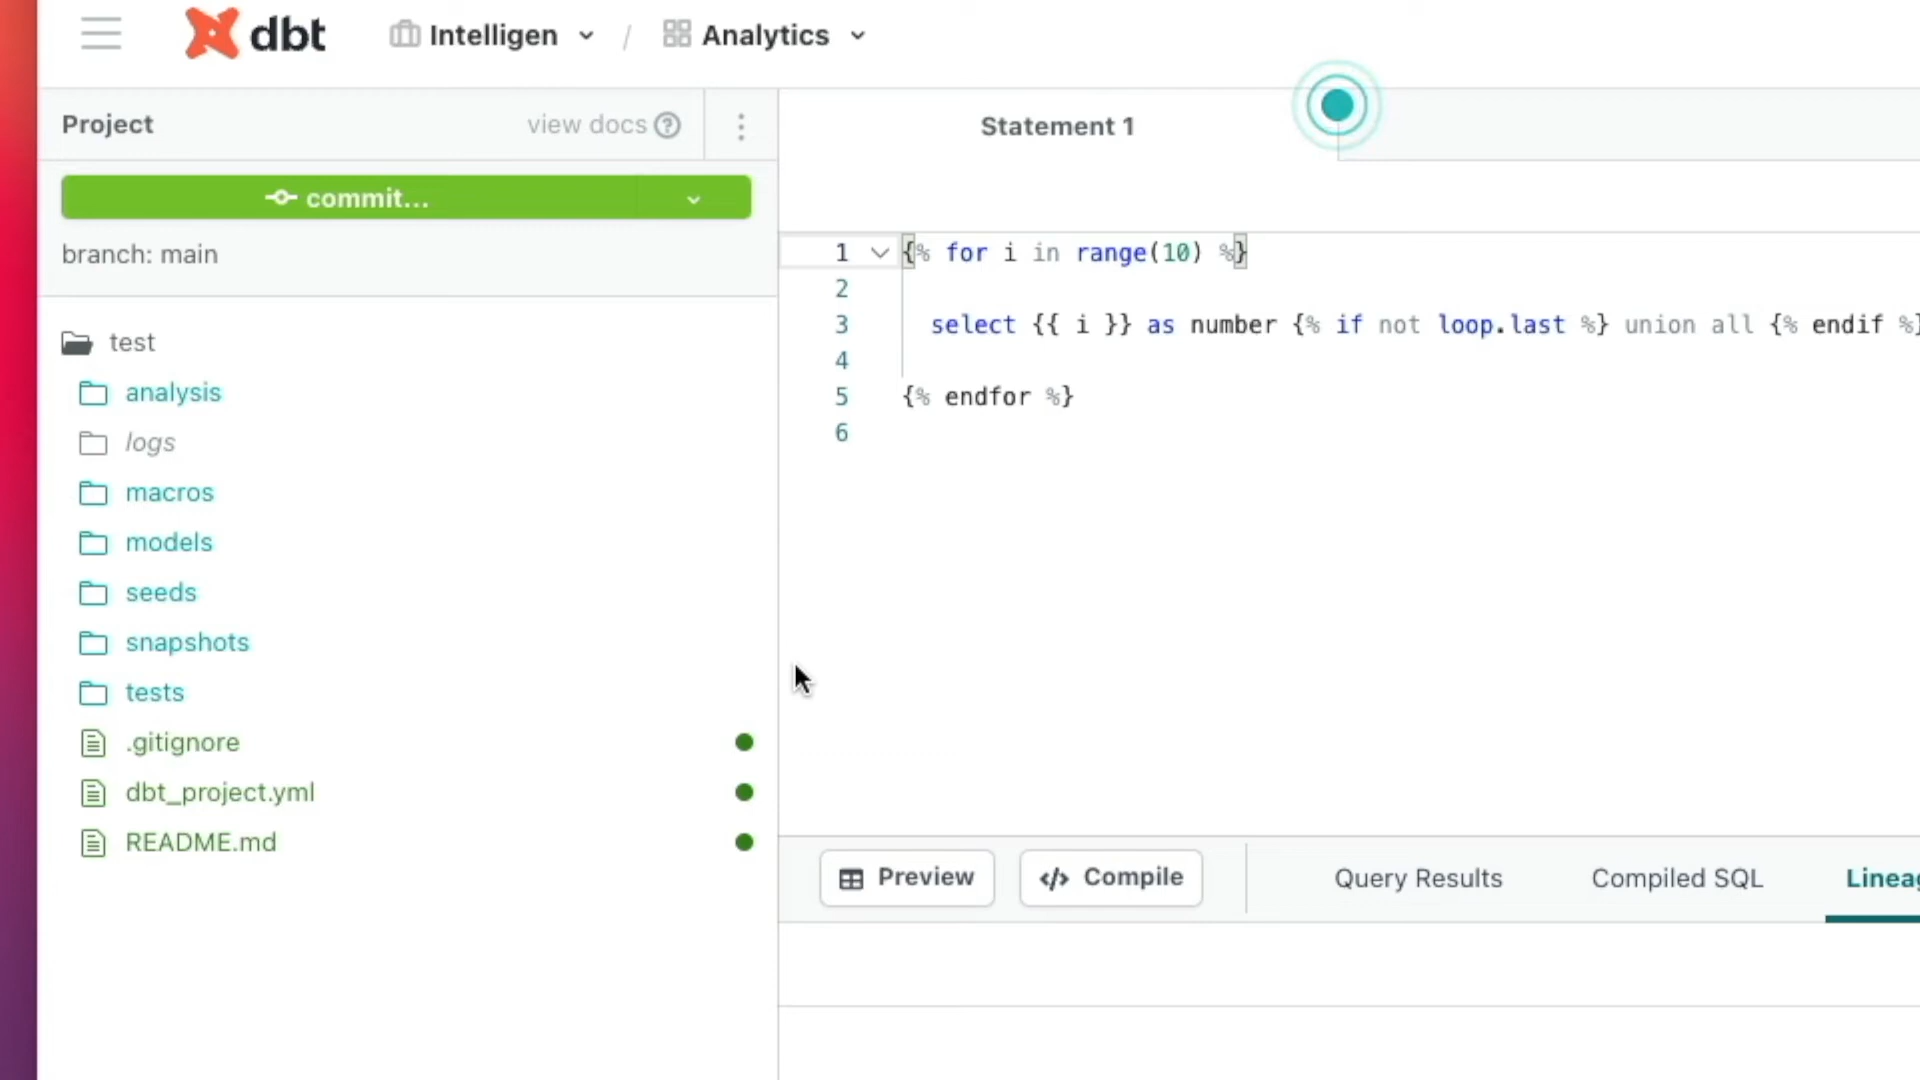 dbt Intelligen / Analytics
Project view docs ?
Statement 1
commit...
branch: main
test
analysis
logs
macros
models
seeds
snapshots
tests
.gitignore
dbt_project.yml
README.md
1 {% for i in range(10) %}
2
3 select {{ i }} as number {% if not loop.last %} union all {% endif %}
4
5 {% endfor %}
6
Preview </> Compile Query Results Compiled SQL Lineag